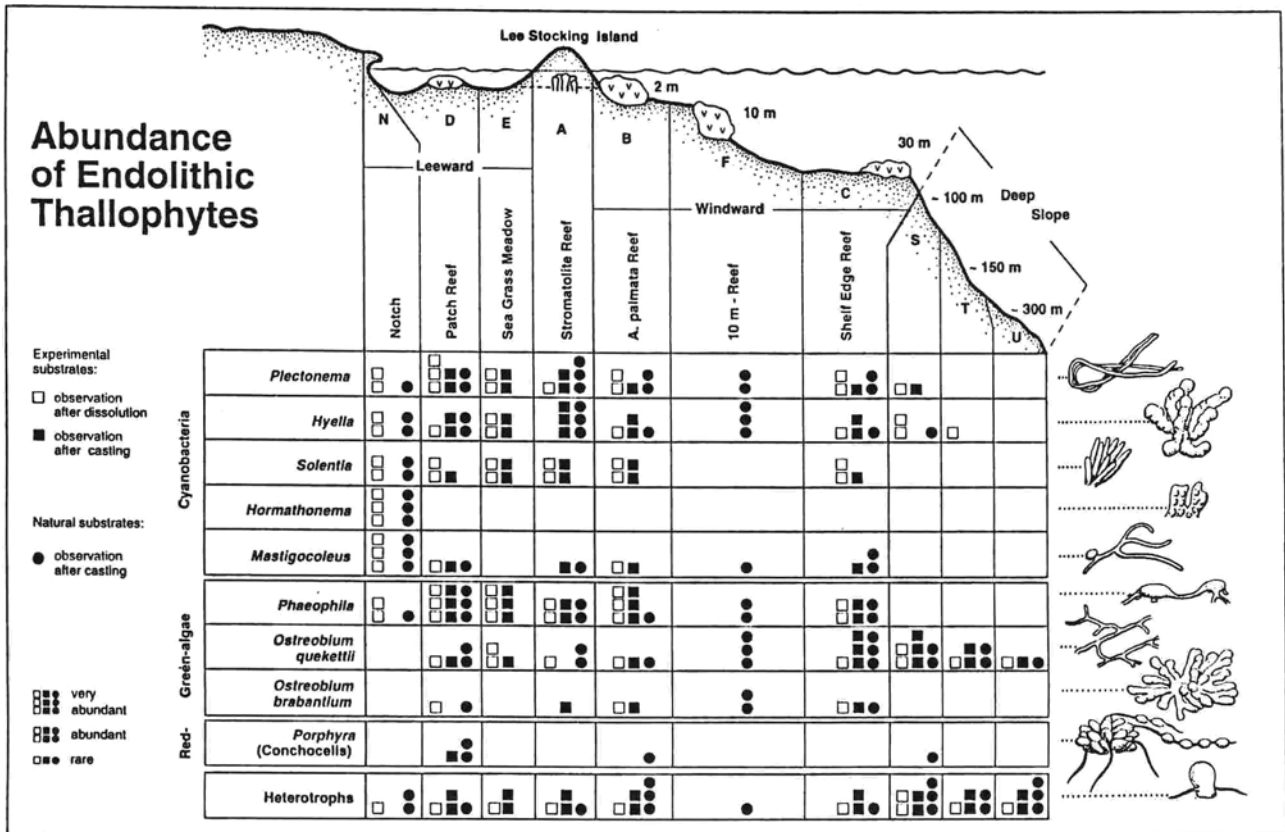 Lee Stocking Island
Abundance
of Endolithic
Thallophytes
2 m
10 m
30 m
~ 100 m
~ 150 m
~ 300 m
Deep
Slope
N
D
E
A
B
F
C
S
T
U
Leeward
Windward
Notch
Patch Reef
Sea Grass Meadow
Stromatolite Reef
A. palmata Reef
10 m - Reef
Shelf Edge Reef
Experimental
substrates:
observation
after dissolution
observation
after casting
Natural substrates:
observation
after casting
very
abundant
abundant
rare
Cyanobacteria
Plectonema
Hyella
Solentia
Hormathonema
Mastigocoleus
Green-algae
Phaeophila
Ostreobium
quekettii
Ostreobium
brabantium
Red-
Porphyra
(Conchocelis)
Heterotrophs